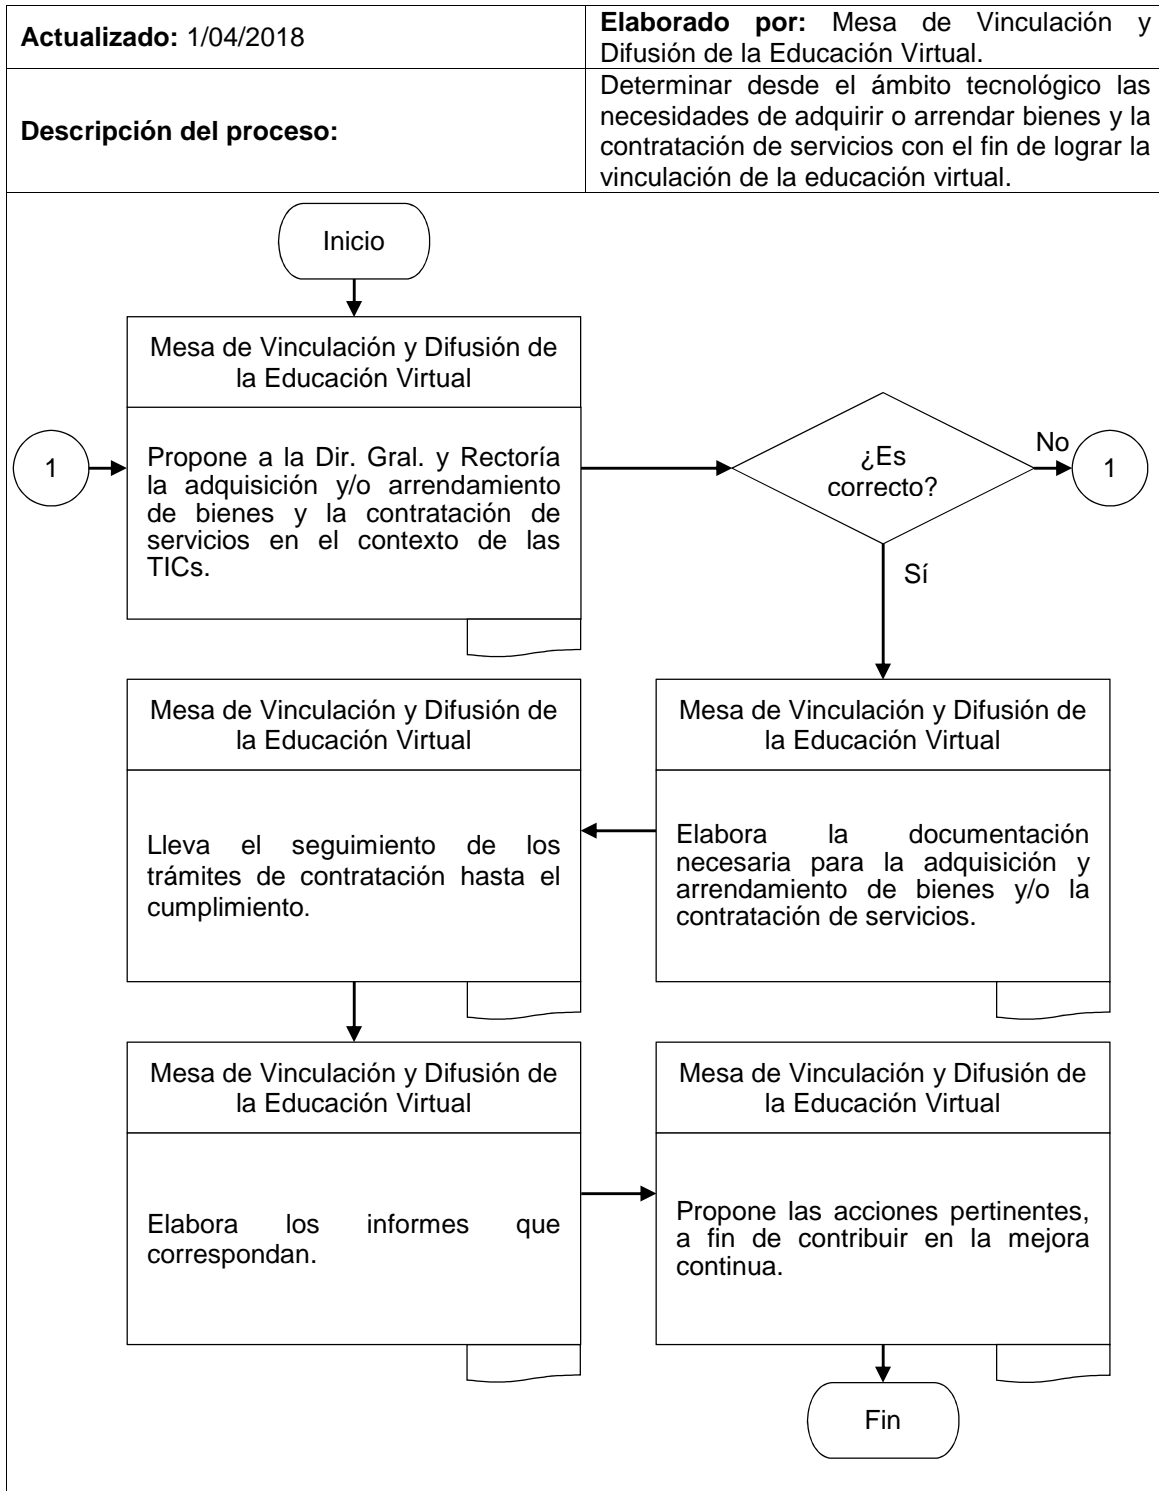 Actualizado: 1/04/2018
Elaborado por: Mesa de Vinculación y
Difusión de la Educación Virtual.
Descripción del proceso:
Determinar desde el ámbito tecnológico las
necesidades de adquirir o arrendar bienes y la
contratación de servicios con el fin de lograr la
vinculación de la educación virtual.
Inicio
Mesa de Vinculación y Difusión de
la Educación Virtual
1
Propone a la Dir. Gral. y Rectoría
la adquisición y/o arrendamiento
de bienes y la contratación de
servicios en el contexto de las
TICs.
¿Es
correcto?
No
1
Sí
Mesa de Vinculación y Difusión de
la Educación Virtual
Elabora la documentación
necesaria para la adquisición y
arrendamiento de bienes y/o la
contratación de servicios.
Mesa de Vinculación y Difusión de
la Educación Virtual
Lleva el seguimiento de los
trámites de contratación hasta el
cumplimiento.
Mesa de Vinculación y Difusión de
la Educación Virtual
Elabora los informes que
correspondan.
Mesa de Vinculación y Difusión de
la Educación Virtual
Propone las acciones pertinentes,
a fin de contribuir en la mejora
continua.
Fin